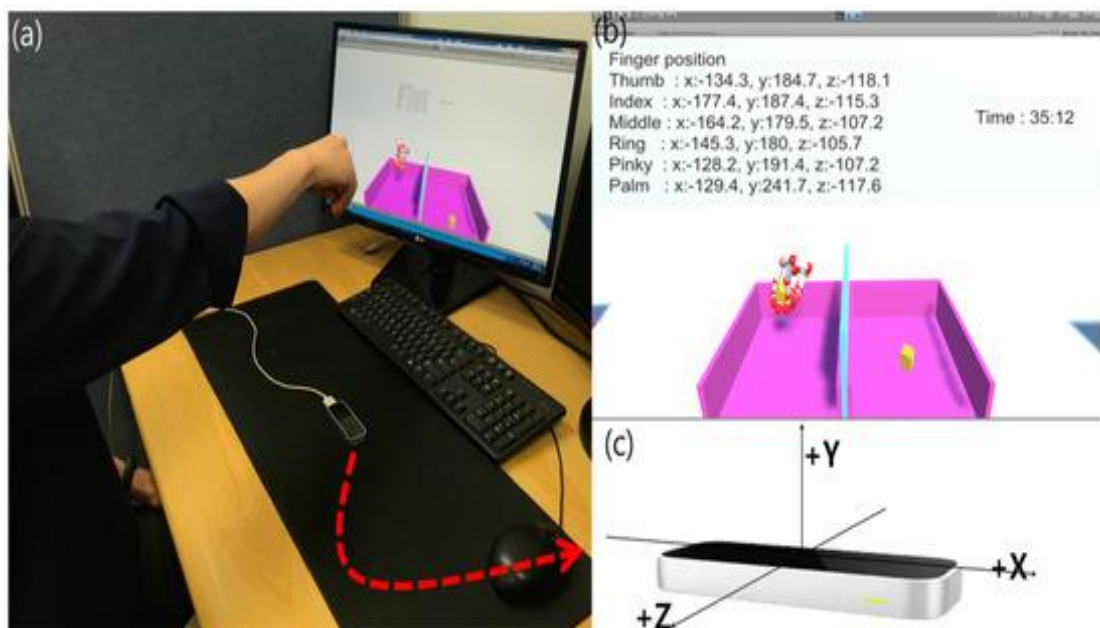 (a)
(b)
Finger position
Thumb : x:-134.3, y:184.7, z:-118.1
Index : x:-177.4, y:187.4, z:-115.3
Middle : x:-164.2, y:179.5, z:-107.2
Ring : x:-145.3, y:180, z:-105.7
Pinky : x:-128.2, y:191.4, z:-107.2
Palm : x:-129.4, y:241.7, z:-117.6
Time : 35:12
(c)
+Y
+X
+Z